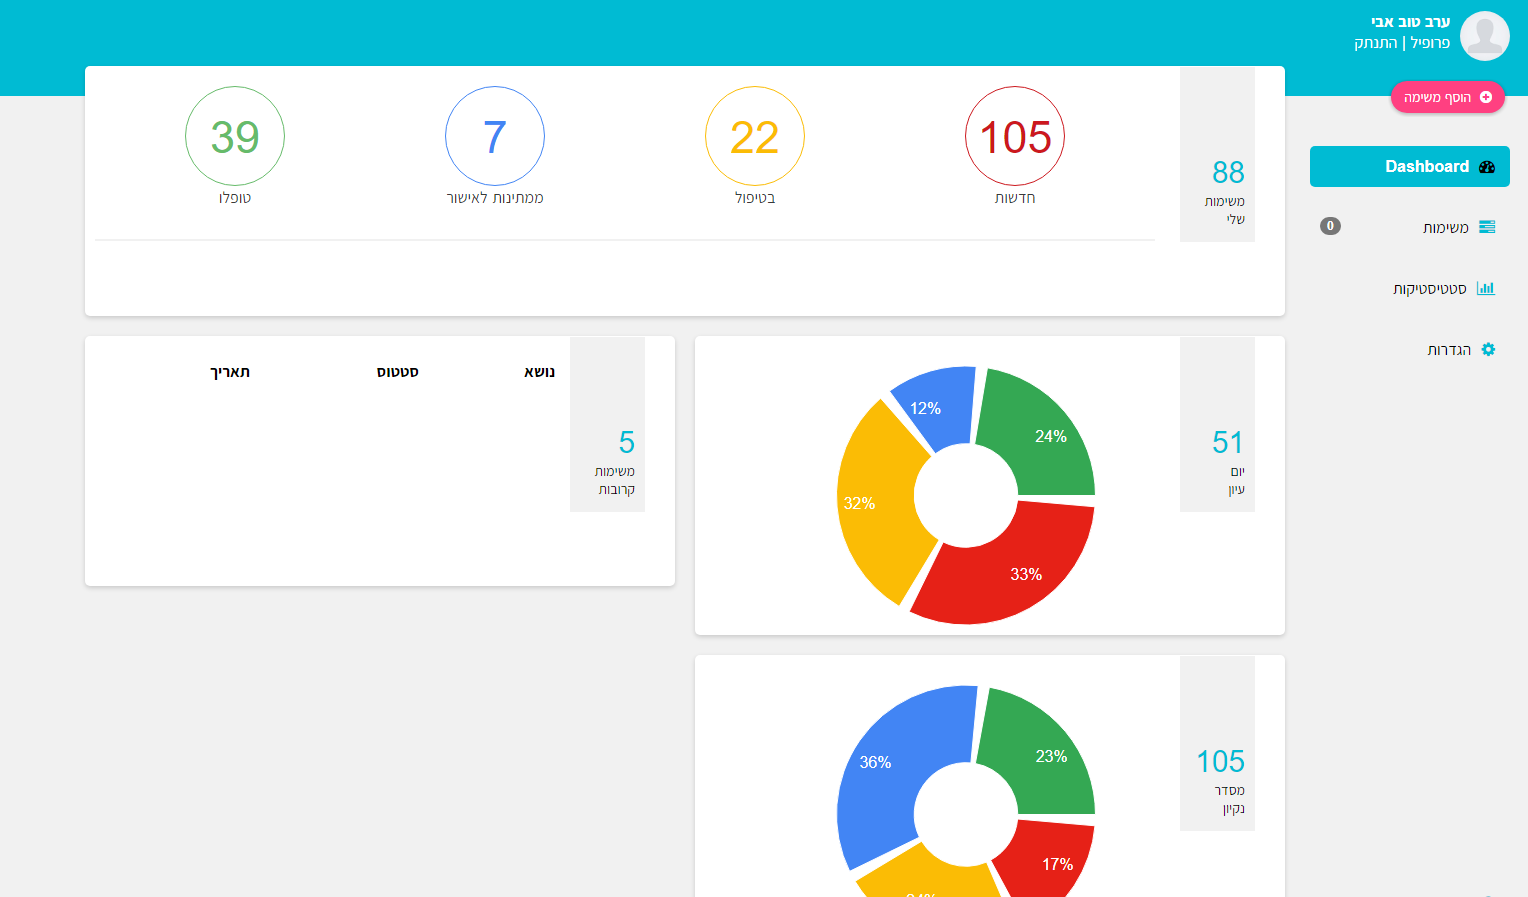 ערב טוב אבי
פרופיל | התנתק
הוסף משימה
Dashboard
משימות
0
סטטיסטיקות
הגדרות
88
משימות
שלי
105
חדשות
22
בטיפול
7
ממתינות לאישור
39
טופלו
51
יום
עיון
24%
12%
32%
33%
5
משימות
קרובות
נושא סטטוס תאריך
105
מסדר
נקיון
23%
36%
17%